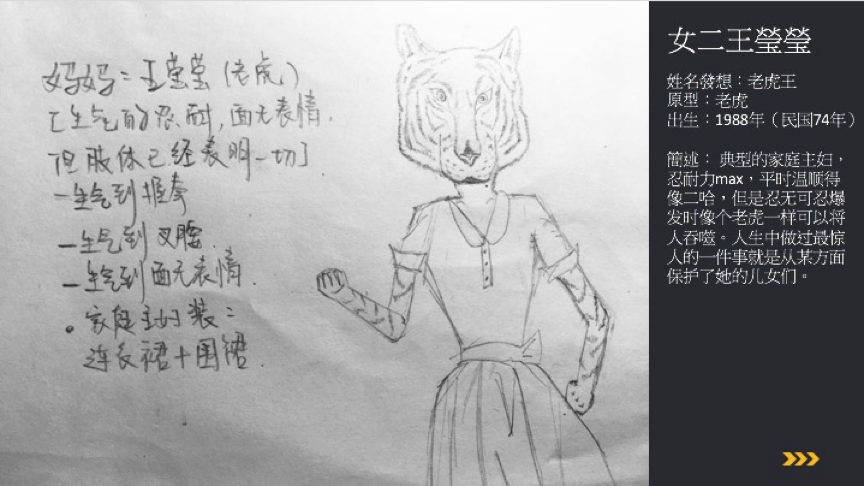 妈妈=王莹莹(老虎)
[生气的忍耐,面无表情.
但肢体已经表明一切]
一生气到握拳
一生气到叉腰.
一生气到面无表情.
。家庭主妇装:
连衣裙+围裙.
女二王瑩瑩
姓名發想:老虎王
原型:老虎
出生:1988年(民国74年)
簡述: 典型的家庭主妇,
忍耐力max,平时温顺得
像二哈,但是忍无可忍爆
发时像个老虎一样可以将
人吞噬。人生中做过最惊
人的一件事就是从某方面
保护了她的儿女们。